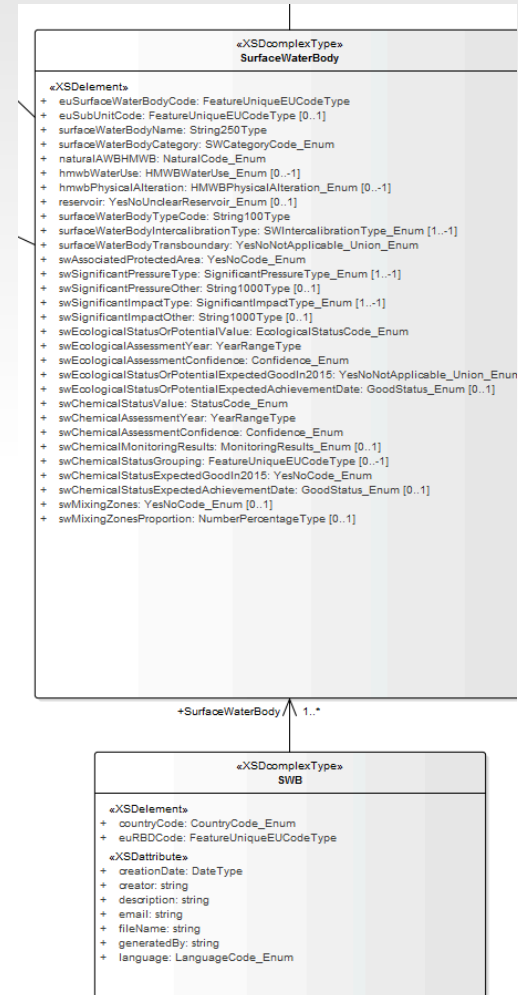 «XSDcomplexType»
SurfaceWaterBody
«XSDelement»
+ euSurfaceWaterBodyCode: FeatureUniqueEUCodeType
+ euSubUnitCode: FeatureUniqueEUCodeType [0..1]
+ surfaceWaterBodyName: String250Type
+ surfaceWaterBodyCategory: SWCategoryCode_Enum
+ naturalAWBHMWB: NaturalCode_Enum
+ hmwbWaterUse: HMWBWaterUse_Enum [0..-1]
+ hmwbPhysicalAlteration: HMWBPhysicalAlteration_Enum [0..-1]
+ reservoir: YesNoUnclearReservoir_Enum [0..1]
+ surfaceWaterBodyTypeCode: String100Type
+ surfaceWaterBodyIntercalibrationType: SWIntercalibrationType_Enum [1..-1]
+ surfaceWaterBodyTransboundary: YesNoNotApplicable_Union_Enum
+ swAssociatedProtectedArea: YesNoCode_Enum
+ swSignificantPressureType: SignificantPressureType_Enum [1..-1]
+ swSignificantPressureOther: String1000Type [0..1]
+ swSignificantImpactType: SignificantImpactType_Enum [1..-1]
+ swSignificantImpactOther: String1000Type [0..1]
+ swEcologicalStatusOrPotentialValue: EcologicalStatusCode_Enum
+ swEcologicalAssessmentYear: YearRangeType
+ swEcologicalAssessmentConfidence: Confidence_Enum
+ swEcologicalStatusOrPotentialExpectedGoodIn2015: YesNoNotApplicable_Union_Enum
+ swEcologicalStatusOrPotentialExpectedAchievementDate: GoodStatus_Enum [0..1]
+ swChemicalStatusValue: StatusCode_Enum
+ swChemicalAssessmentYear: YearRangeType
+ swChemicalAssessmentConfidence: Confidence_Enum
+ swChemicalMonitoringResults: MonitoringResults_Enum [0..1]
+ swChemicalStatusGrouping: FeatureUniqueEUCodeType [0..-1]
+ swChemicalStatusExpectedGoodIn2015: YesNoCode_Enum
+ swChemicalStatusExpectedAchievementDate: GoodStatus_Enum [0..1]
+ swMixingZones: YesNoCode_Enum [0..1]
+ swMixingZonesProportion: NumberPercentageType [0..1]
+SurfaceWaterBody 1..*
«XSDcomplexType»
SWB
«XSDelement»
+ countryCode: CountryCode_Enum
+ euRBDCode: FeatureUniqueEUCodeType
«XSDattribute»
+ creationDate: DateType
+ creator: string
+ description: string
+ email: string
+ fileName: string
+ generatedBy: string
+ language: LanguageCode_Enum